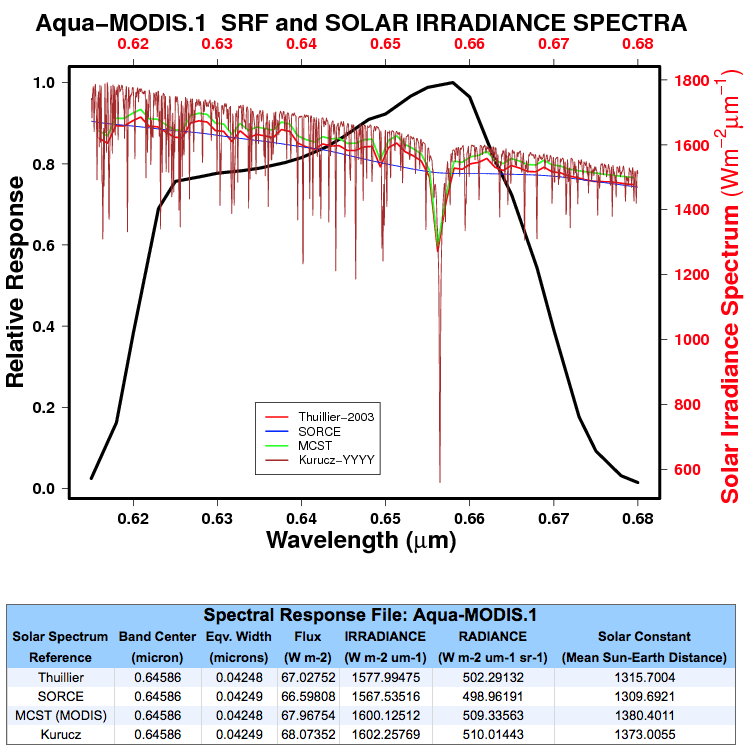 Aqua−MODIS.1 SRF and SOLAR IRRADIANCE SPECTRA
0.62 0.63 0.64 0.65 0.66 0.67 0.68
Relative Response
1.0
0.8
0.6
0.4
0.2
0.0
1800
1600
1400
1200
1000
800
600
Solar Irradiance Spectrum (Wm−2μm−1)
Thuillier−2003
SORCE
MCST
Kurucz−YYYY
0.62 0.63 0.64 0.65 0.66 0.67 0.68
Wavelength (μm)
Spectral Response File: Aqua-MODIS.1
Solar Spectrum Band Center Eqv. Width Flux IRRADIANCE RADIANCE Solar Constant
Reference (micron) (microns) (W m-2) (W m-2 um-1) (W m-2 um-1 sr-1) (Mean Sun-Earth Distance)
Thuillier 0.64586 0.04248 67.02752 1577.99475 502.29132 1315.7004
SORCE 0.64586 0.04249 66.59808 1567.53516 498.96191 1309.6921
MCST (MODIS) 0.64586 0.04248 67.96754 1600.12512 509.33563 1380.4011
Kurucz 0.64586 0.04249 68.07352 1602.25769 510.01443 1373.0055